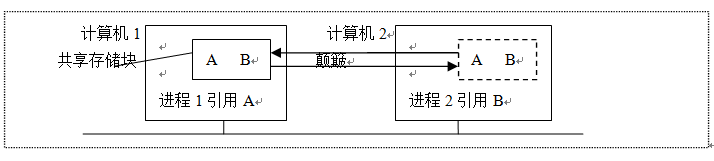 计算机 1
计算机 2
共享存储块
A B
颠簸
A B
进程 1 引用 A
进程 2 引用 B